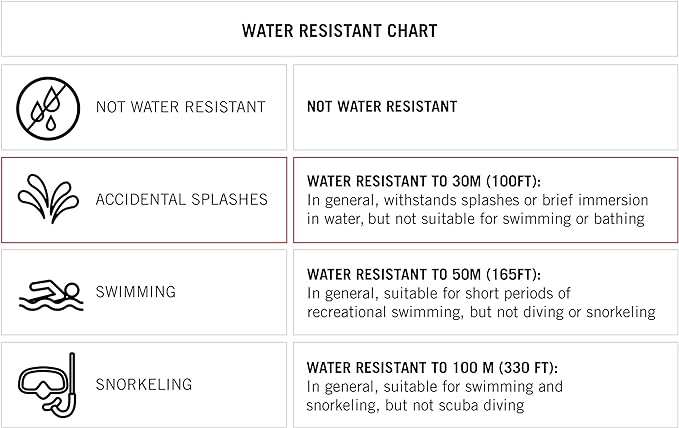 WATER RESISTANT CHART
NOT WATER RESISTANT
NOT WATER RESISTANT
ACCIDENTAL SPLASHES
WATER RESISTANT TO 30M (100FT):
In general, withstands splashes or brief immersion
in water, but not suitable for swimming or bathing
SWIMMING
WATER RESISTANT TO 50M (165FT):
In general, suitable for short periods of
recreational swimming, but not diving or snorkeling
SNORKELING
WATER RESISTANT TO 100 M (330 FT):
In general, suitable for swimming and
snorkeling, but not scuba diving